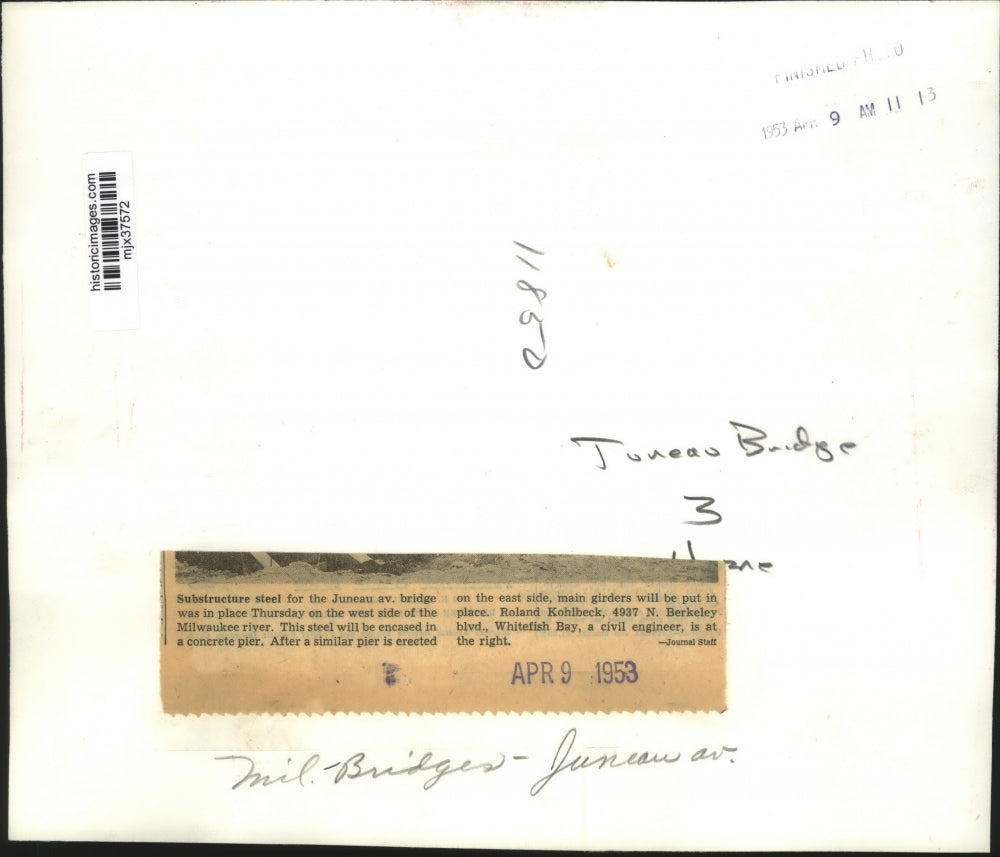 FINISHED PHOTO
1953 Apr. 9 AM 11 13
historicimages.com
mjx37572
Juneau Bridge
3
Substructure steel for the Juneau av. bridge
was in place Thursday on the west side of the
Milwaukee river. This steel will be encased in
a concrete pier. After a similar pier is erected
on the east side, main girders will be put in
place. Roland Kohlbeck, 4937 N. Berkeley
blvd., Whitefish Bay, a civil engineer, is at
the right.
—Journal Staff
APR 9 1953
Mil. Bridges - Juneau av.